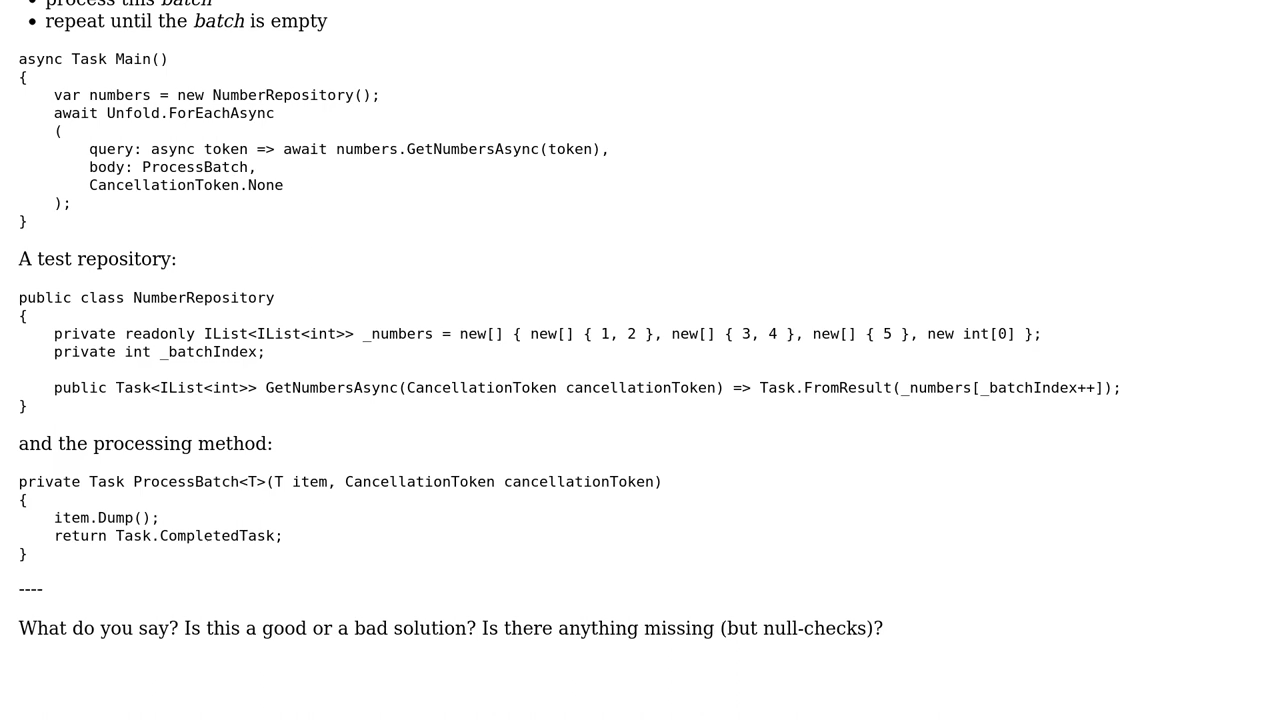 process this batch
repeat until the batch is empty
async Task Main()
{
    var numbers = new NumberRepository();
    await Unfold.ForEachAsync
    (
        query: async token => await numbers.GetNumbersAsync(token),
        body: ProcessBatch,
        CancellationToken.None
    );
}
A test repository:
public class NumberRepository
{
    private readonly IList<IList<int>> _numbers = new[] { new[] { 1, 2 }, new[] { 3, 4 }, new[] { 5 }, new int[0] };
    private int _batchIndex;
    public Task<IList<int>> GetNumbersAsync(CancellationToken cancellationToken) => Task.FromResult(_numbers[_batchIndex++]);
}
and the processing method:
private Task ProcessBatch<T>(T item, CancellationToken cancellationToken)
{
    item.Dump();
    return Task.CompletedTask;
}
----
What do you say? Is this a good or a bad solution? Is there anything missing (but null-checks)?